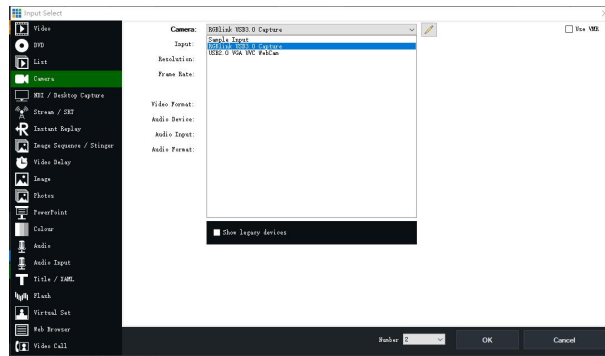 Input Select
Video
DVD
List
Camera
NDI / Desktop Capture
Stream / SRT
Instant Replay
Image Sequence / Stinger
Video Delay
Image
Photos
PowerPoint
Colour
Audio
Audio Input
Title / XAML
Flash
Virtual Set
Web Browser
Video Call
Camera: RGBlink USB3.0 Capture
Sample Input
RGBlink USB3.0 Capture
USB2.0 VGA UVC WebCam
Input:
Resolution:
Frame Rate:
Video Format:
Audio Device:
Audio Input:
Audio Format:
Show legacy devices
Use VMR
Number 2 OK Cancel